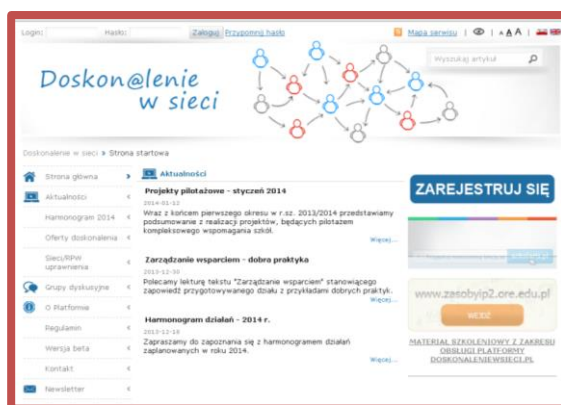 Login: Hasło: Zaloguj Przypomnij hasło Mapa serwisu | | A A A |
Wyszukaj artykuł
Doskon@lenie
w sieci
Doskonalenie w sieci » Strona startowa
Strona główna
Aktualności
Harmonogram 2014
Oferty doskonalenia
Sieci/RPW
uprawnienia
Grupy dyskusyjne
O Platformie
Regulamin
Wersja beta
Kontakt
Newsletter
Aktualności
Projekty pilotażowe - styczeń 2014
2014-01-12
Wraz z końcem pierwszego okresu w r.sz. 2013/2014 przedstawiamy
podsumowanie z realizacji projektów, będących pilotażem
kompleksowego wspomagania szkół.
Więcej...
Zarządzanie wsparciem - dobra praktyka
2013-12-30
Polecamy lekturę tekstu "Zarządzanie wsparciem" stanowiącego
zapowiedź przygotowywanego działu z przykładami dobrych praktyk.
Więcej...
Harmonogram działań - 2014 r.
2013-12-19
Zapraszamy do zapoznania się z harmonogramem działań
zaplanowanych w roku 2014.
Więcej...
ZAREJESTRUJ SIĘ
www.zasobyip2.ore.edu.pl
WEJDŹ
MATERIAŁ SZKOLENIOWY Z ZAKRESU
OBSŁUGI PLATFORMY
DOSKONALENIEWSIECI.PL